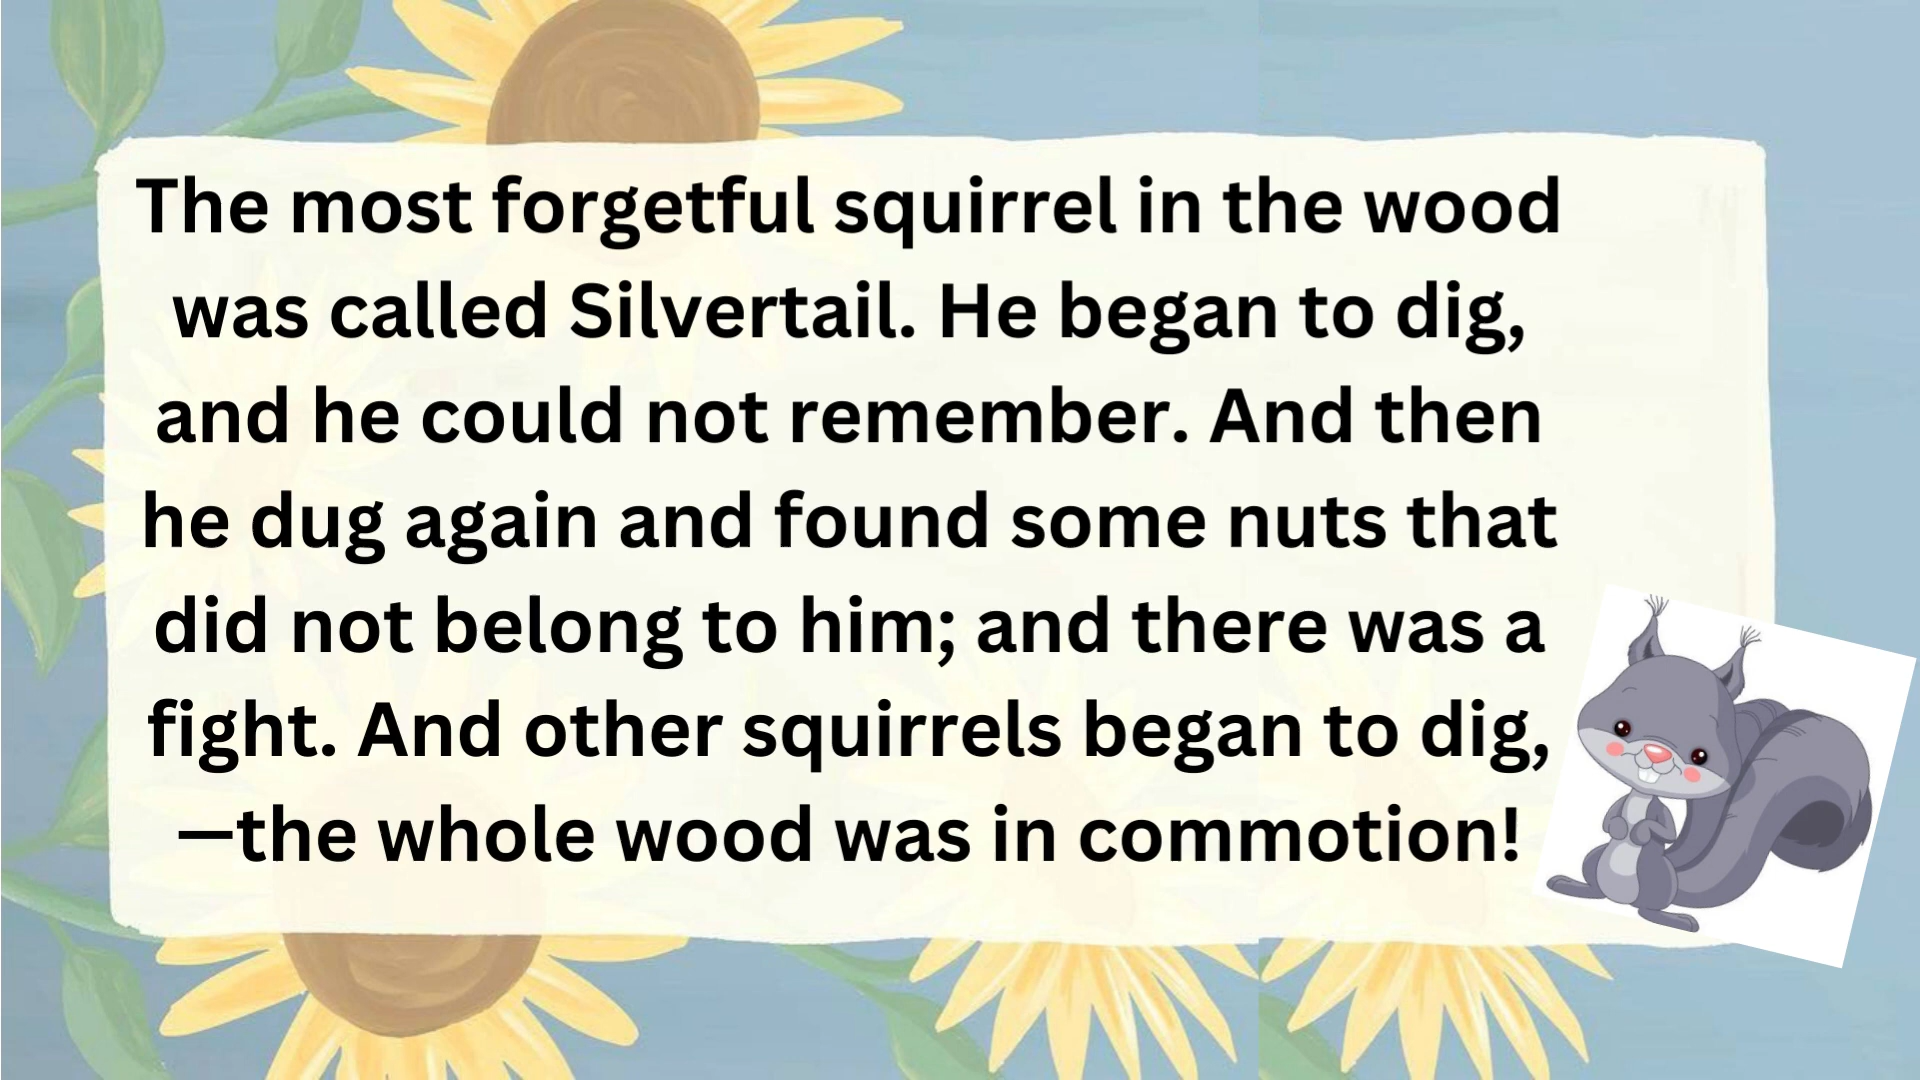 The most forgetful squirrel in the wood
was called Silvertail. He began to dig,
and he could not remember. And then
he dug again and found some nuts that
did not belong to him; and there was a
fight. And other squirrels began to dig,
—the whole wood was in commotion!